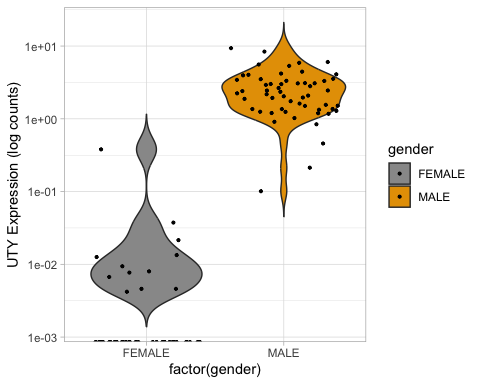 UTY Expression (log counts)
1e+01
1e+00
1e-01
1e-02
1e-03
FEMALE
MALE
factor(gender)
gender
FEMALE
MALE